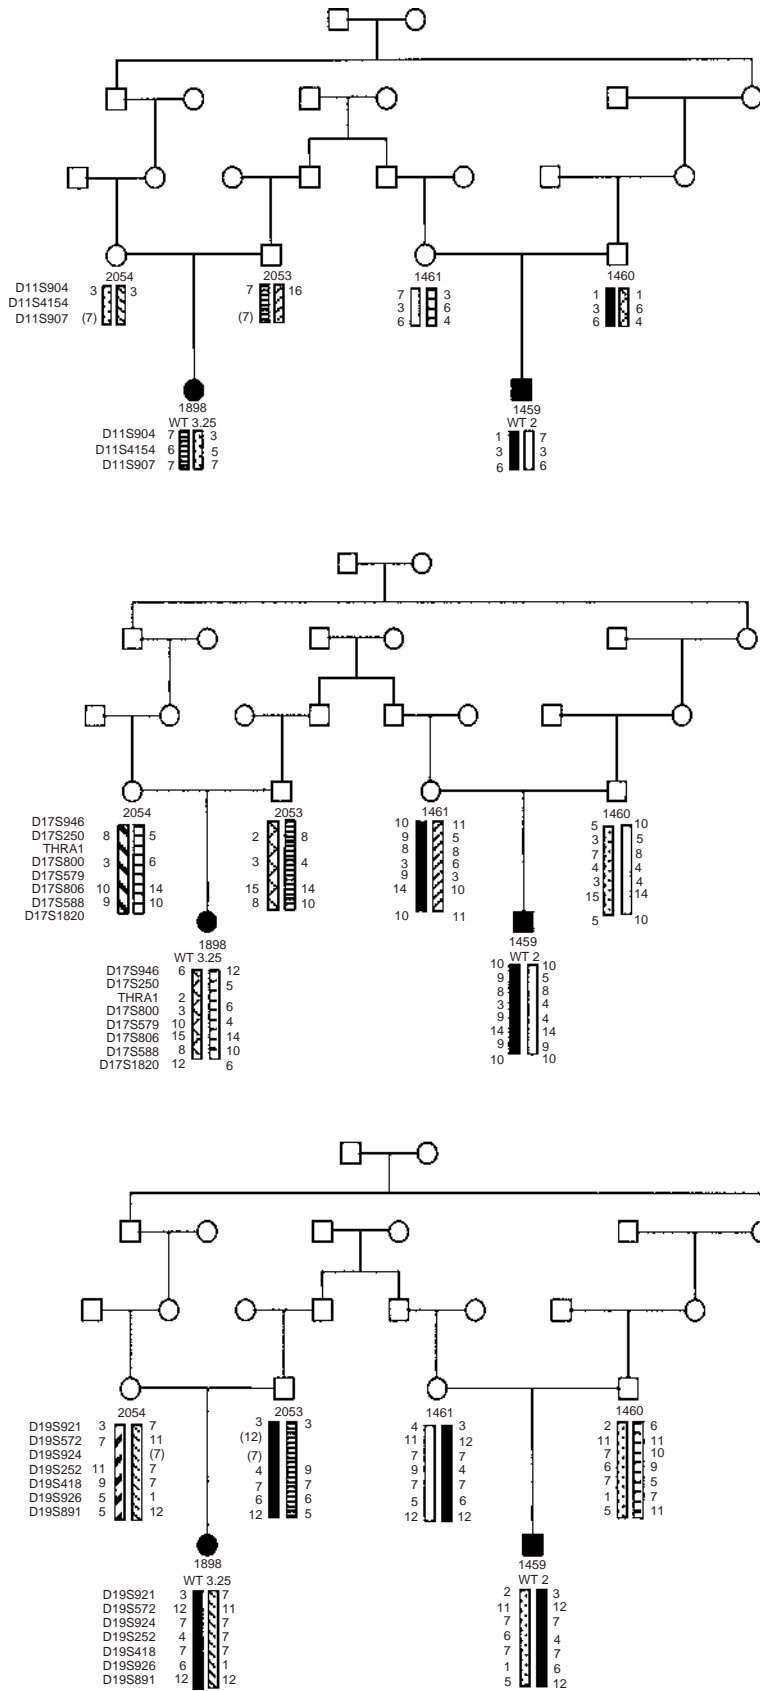 2054 2053 1461 1460
D11S904 3 3 7 16 7 3 1 1
D11S4154 3 6 3 6
D11S907 (7) (7) 6 4 6 4
1898 1459
WT 3.25 WT 2
D11S904 7 3 1 7
D11S4154 6 5 3 3
D11S907 7 7 6 6
2054 2053 1461 1460
D17S946 10 11 5 10
D17S250 8 5 2 8 9 5 3 5
THRA1 8 8 7 8
D17S800 3 6 3 4 3 6 4 4
D17S579 9 3 3 4
D17S806 10 14 15 14 14 10 15 14
D17S588 9 10 8 10
D17S1820 10 11 5 10
1898 1459
WT 3.25 WT 2
D17S946 6 12 10 10
D17S250 5 9 5
THRA1 2 8 8
D17S800 3 6 3 4
D17S579 10 4 9 4
D17S806 15 14 14 14
D17S588 8 10 9 9
D17S1820 12 6 10 10
2054 2053 1461 1460
D19S921 3 7 3 3 4 3 2 6
D19S572 7 11 (12) 11 12 11 11
D19S924 (7) (7) 7 7 7 10
D19S252 11 7 4 9 9 4 6 9
D19S418 9 7 7 7 7 7 7 5
D19S926 5 1 6 6 5 6 1 7
D19S891 5 12 12 5 12 12 5 11
1898 1459
WT 3.25 WT 2
D19S921 3 7 2 3
D19S572 12 11 11 12
D19S924 7 7 7 7
D19S252 4 7 6 4
D19S418 7 7 7 7
D19S926 6 1 1 6
D19S891 12 12 5 12